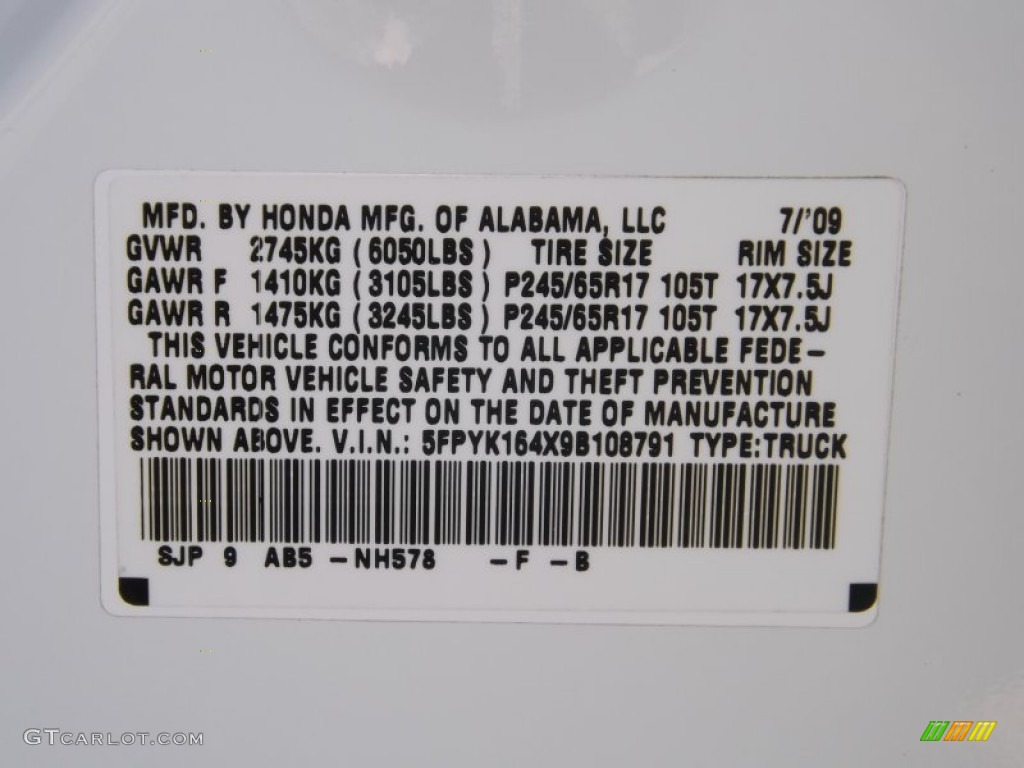 MFD. BY HONDA MFG. OF ALABAMA, LLC 7/'09
GVWR 2745KG (6050LBS) TIRE SIZE RIM SIZE
GAWR F 1410KG (3105LBS) P245/65R17 105T 17X7.5J
GAWR R 1475KG (3245LBS) P245/65R17 105T 17X7.5J
THIS VEHICLE CONFORMS TO ALL APPLICABLE FEDE-
RAL MOTOR VEHICLE SAFETY AND THEFT PREVENTION
STANDARDS IN EFFECT ON THE DATE OF MANUFACTURE
SHOWN ABOVE. V.I.N.: 5FPYK164X9B108791 TYPE:TRUCK
SJP 9 AB5 -NH578 -F -B
GTCARLOT.COM